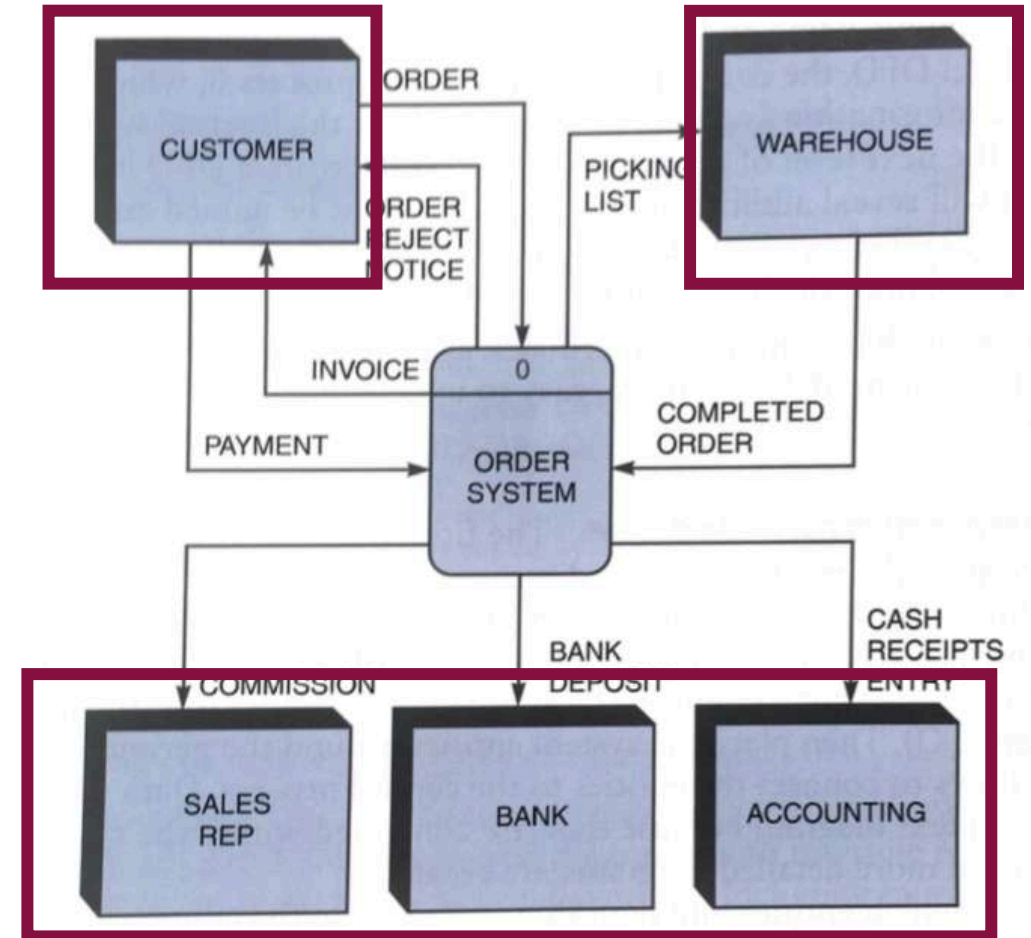 ORDER
CUSTOMER
WAREHOUSE
PICKING
LIST
ORDER
REJECT
NOTICE
INVOICE
0
COMPLETED
ORDER
PAYMENT
ORDER
SYSTEM
CASH
RECEIPTS
ENTRY
BANK
DEPOSIT
COMMISSION
SALES
REP
BANK
ACCOUNTING